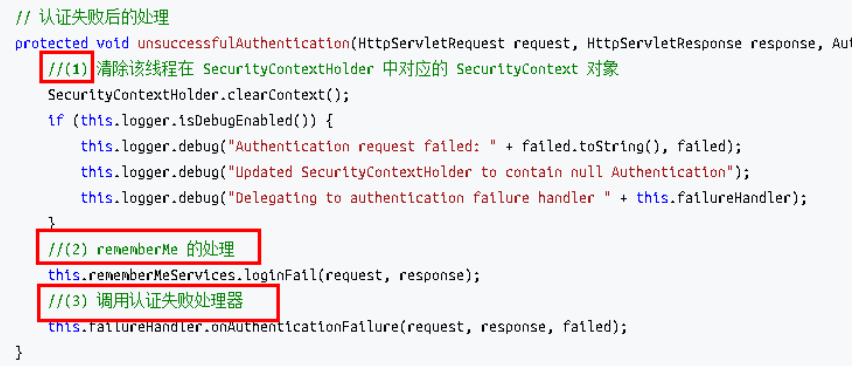 // 认证失败后的处理
protected void unsuccessfulAuthentication(HttpServletRequest request, HttpServletResponse response, Aut
//(1) 清除该线程在 SecurityContextHolder 中对应的 SecurityContext 对象
SecurityContextHolder.clearContext();
if (this.logger.isDebugEnabled()) {
this.logger.debug("Authentication request failed: " + failed.toString(), failed);
this.logger.debug("Updated SecurityContextHolder to contain null Authentication");
this.logger.debug("Delegating to authentication failure handler " + this.failureHandler);
}
//(2) rememberMe 的处理
this.rememberMeServices.loginFail(request, response);
//(3) 调用认证失败处理器
this.failureHandler.onAuthenticationFailure(request, response, failed);
}